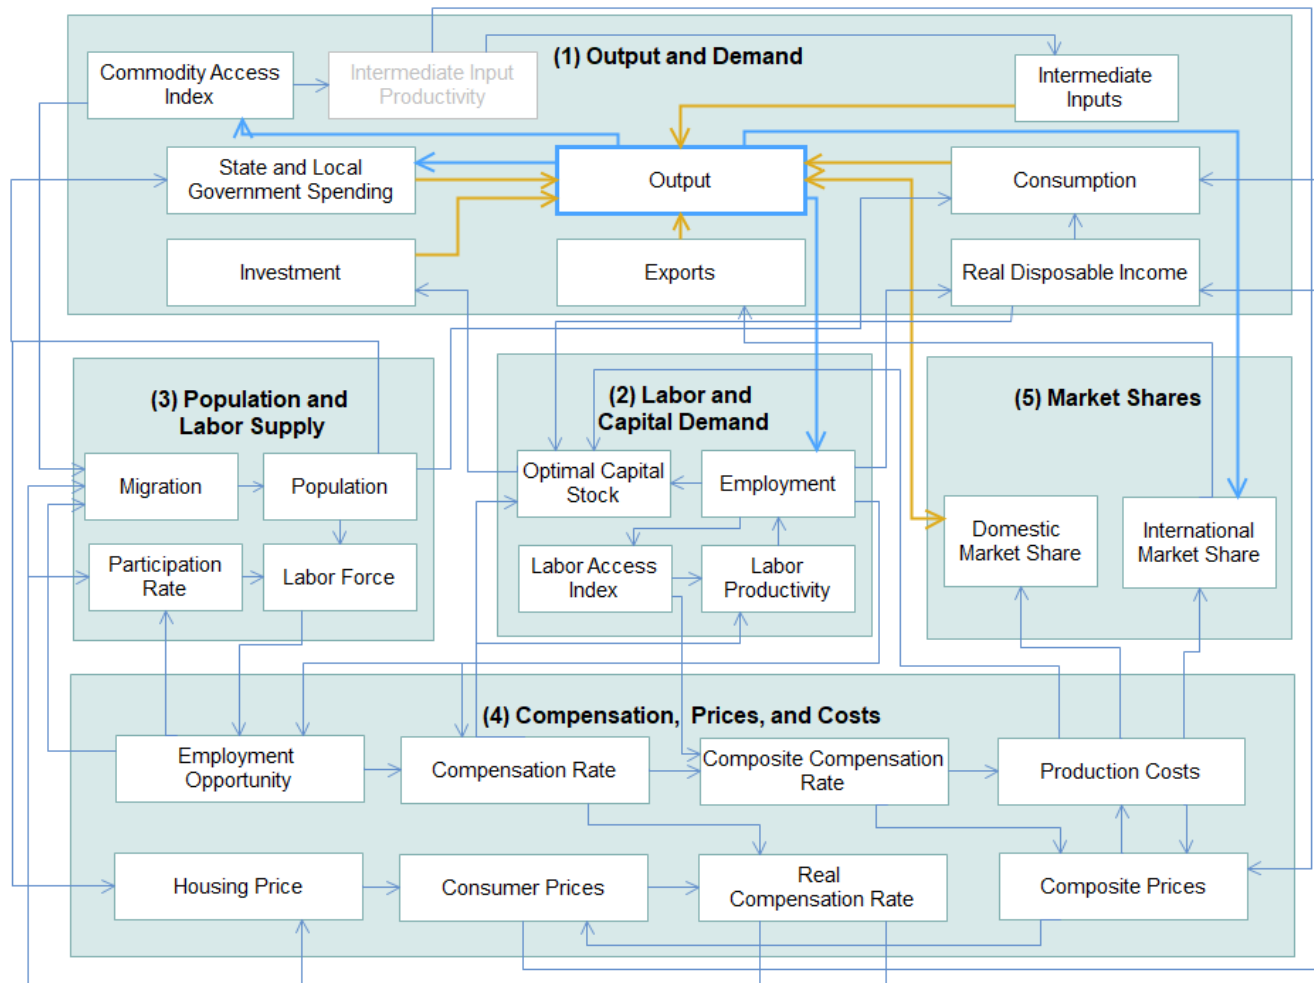 (1) Output and Demand
Commodity Access
Index
Intermediate Input
Productivity
Intermediate
Inputs
State and Local
Government Spending
Output
Consumption
Investment
Exports
Real Disposable Income
(3) Population and
Labor Supply
(2) Labor and
Capital Demand
(5) Market Shares
Migration
Population
Optimal Capital
Stock
Employment
Domestic
Market Share
International
Market Share
Participation
Rate
Labor Force
Labor Access
Index
Labor
Productivity
(4) Compensation, Prices, and Costs
Employment
Opportunity
Compensation Rate
Composite Compensation
Rate
Production Costs
Housing Price
Consumer Prices
Real
Compensation Rate
Composite Prices